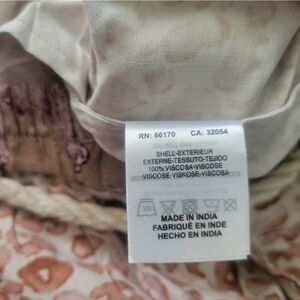 RN: 66170 CA: 32054
SHELL-EXTERIEUR
EXTERNE-TESSUTO-TEJIDO
100% VISCOSA-VISCOSE
VISCOSE-VISKOSE-VISCOSA
MADE IN INDIA
FABRIQUÉ EN INDE
HECHO EN INDIA